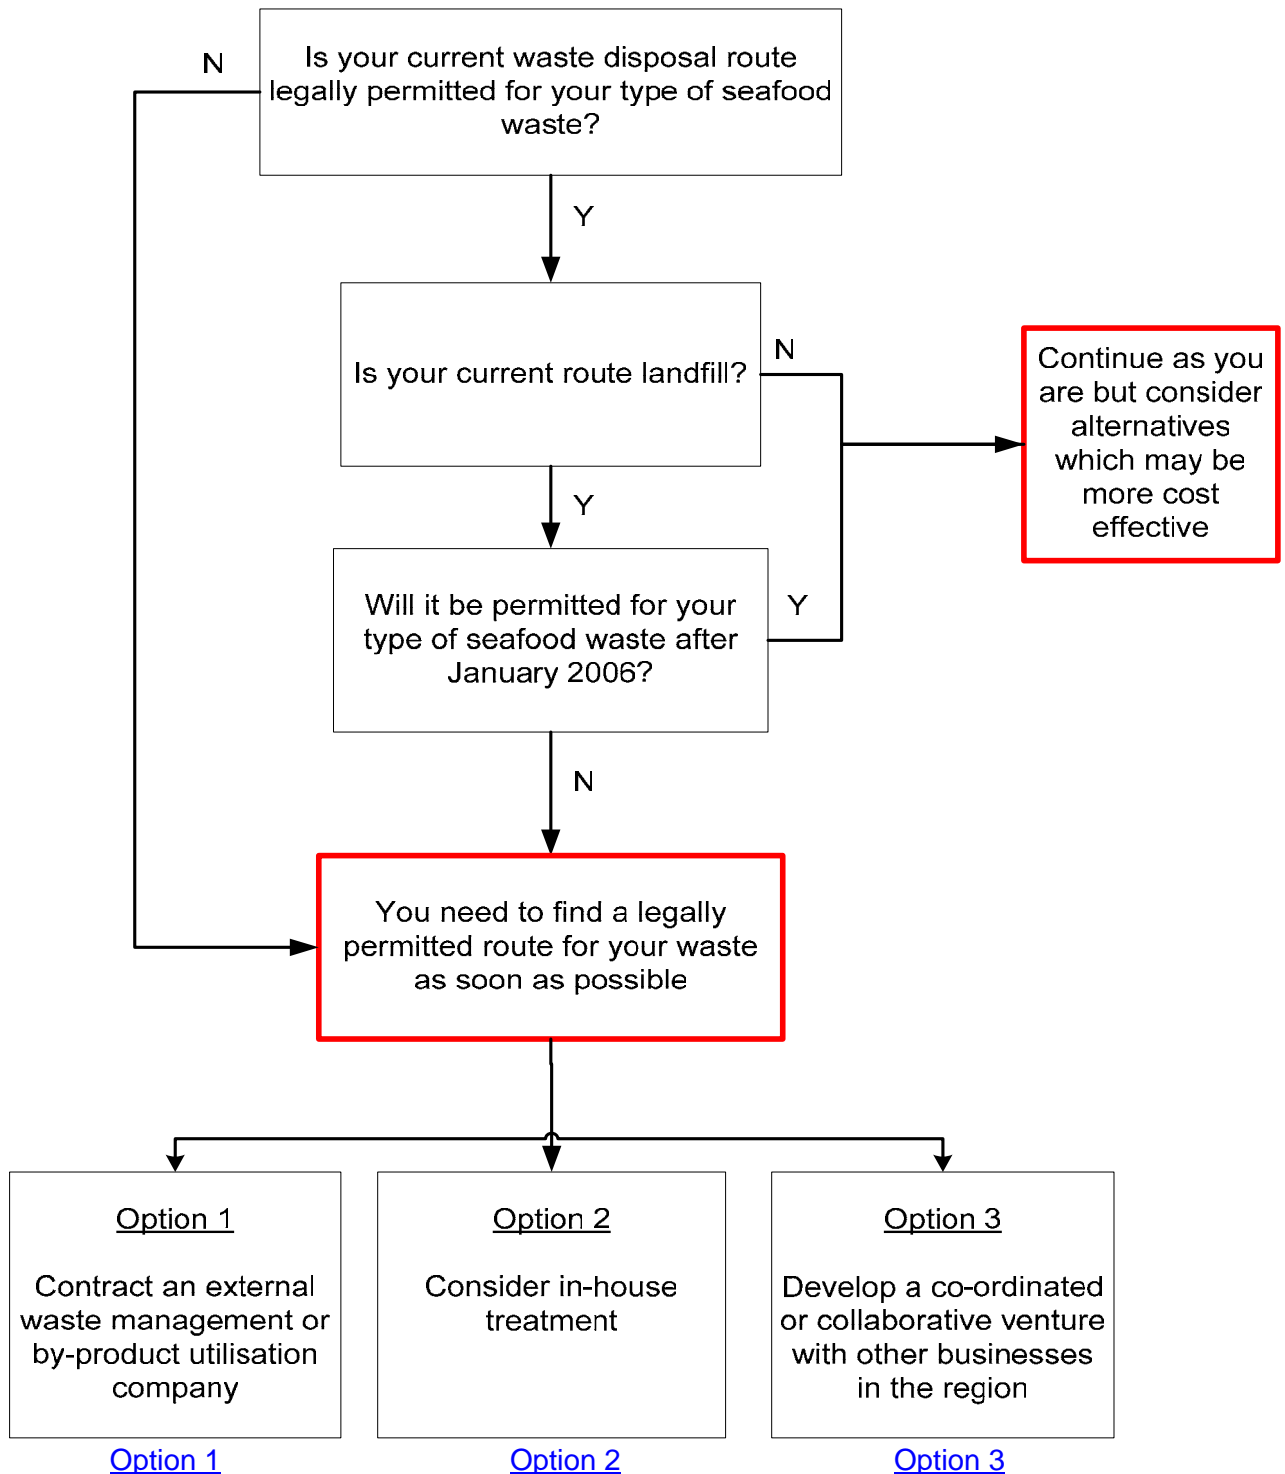 N
Is your current waste disposal route
legally permitted for your type of seafood
waste?
Y
Is your current route landfill?
N
Continue as you
are but consider
alternatives
which may be
more cost
effective
Y
Will it be permitted for your
type of seafood waste after
January 2006?
Y
N
You need to find a legally
permitted route for your waste
as soon as possible
Option 1
Contract an external
waste management or
by-product utilisation
company
Option 2
Consider in-house
treatment
Option 3
Develop a co-ordinated
or collaborative venture
with other businesses
in the region
Option 1
Option 2
Option 3